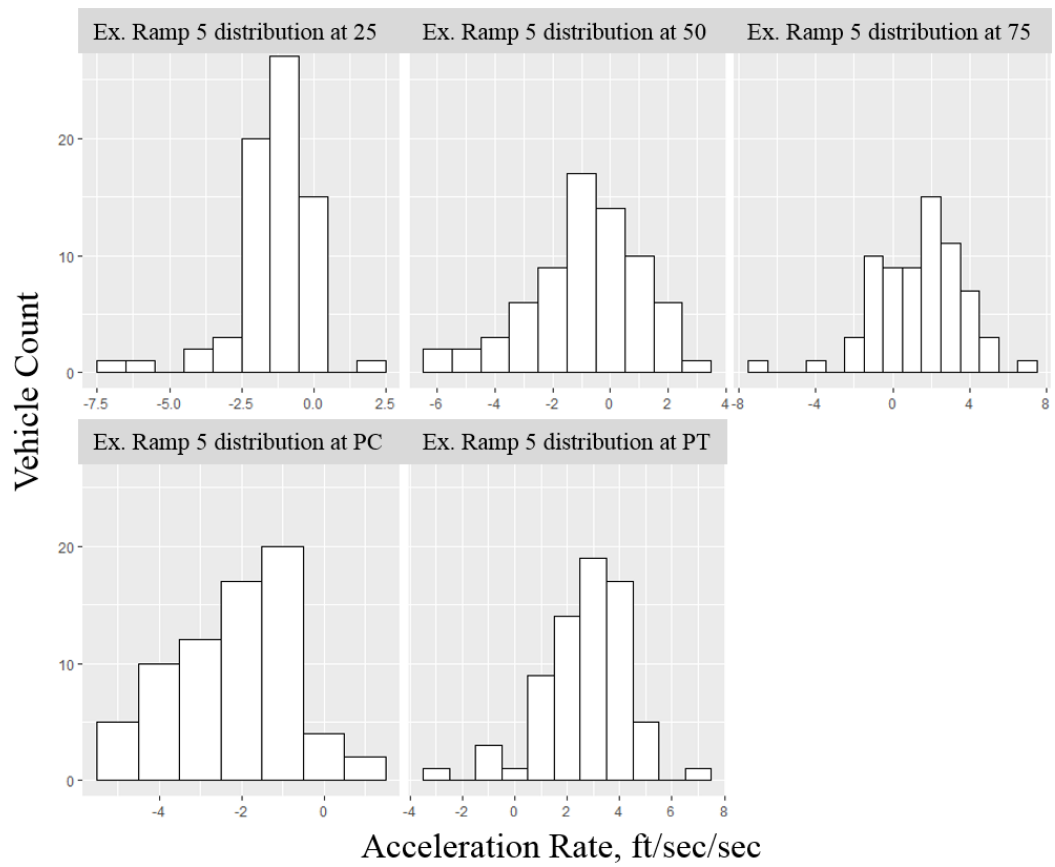 Ex. Ramp 5 distribution at 25
Ex. Ramp 5 distribution at 50
Ex. Ramp 5 distribution at 75
20
10
0
-7.5 -5.0 -2.5 0.0 2.5
-6 -4 -2 0 2 4
-8 -4 0 4 8
Ex. Ramp 5 distribution at PC
Ex. Ramp 5 distribution at PT
20
10
0
-4 -2 0
-4 -2 0 2 4 6 8
Vehicle Count
Acceleration Rate, ft/sec/sec